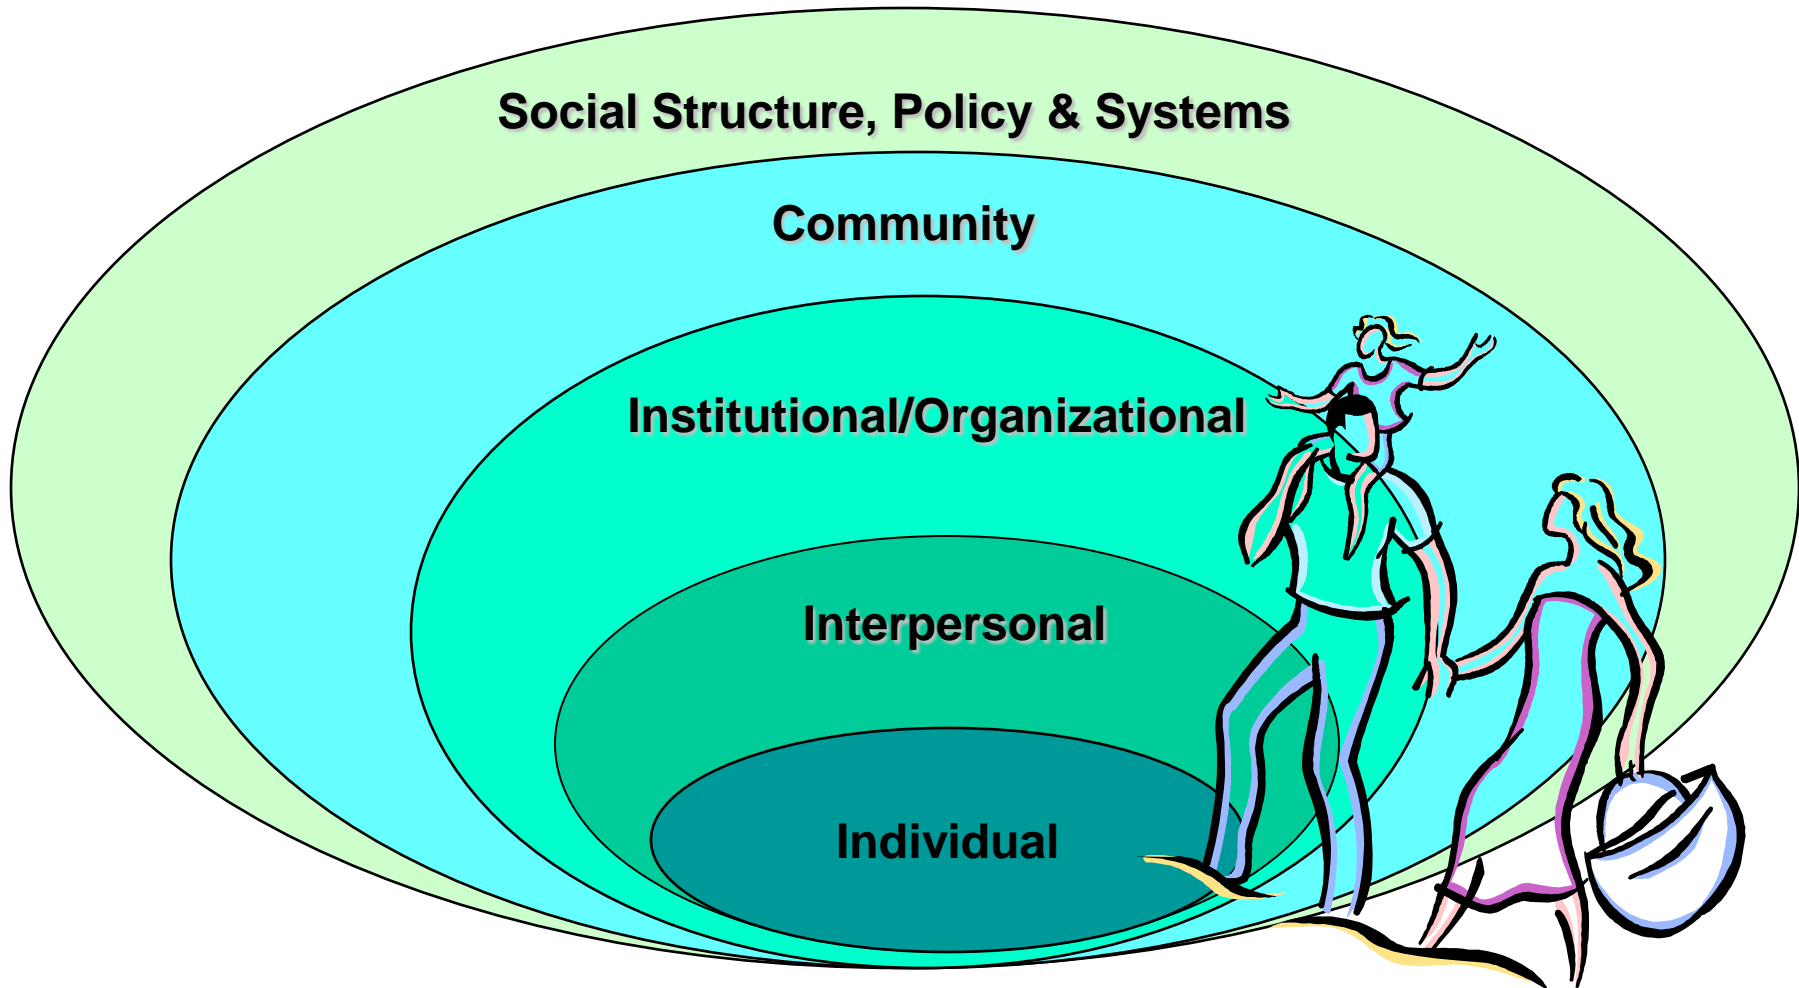 Social Structure, Policy & Systems
Community
Institutional/Organizational
Interpersonal
Individual